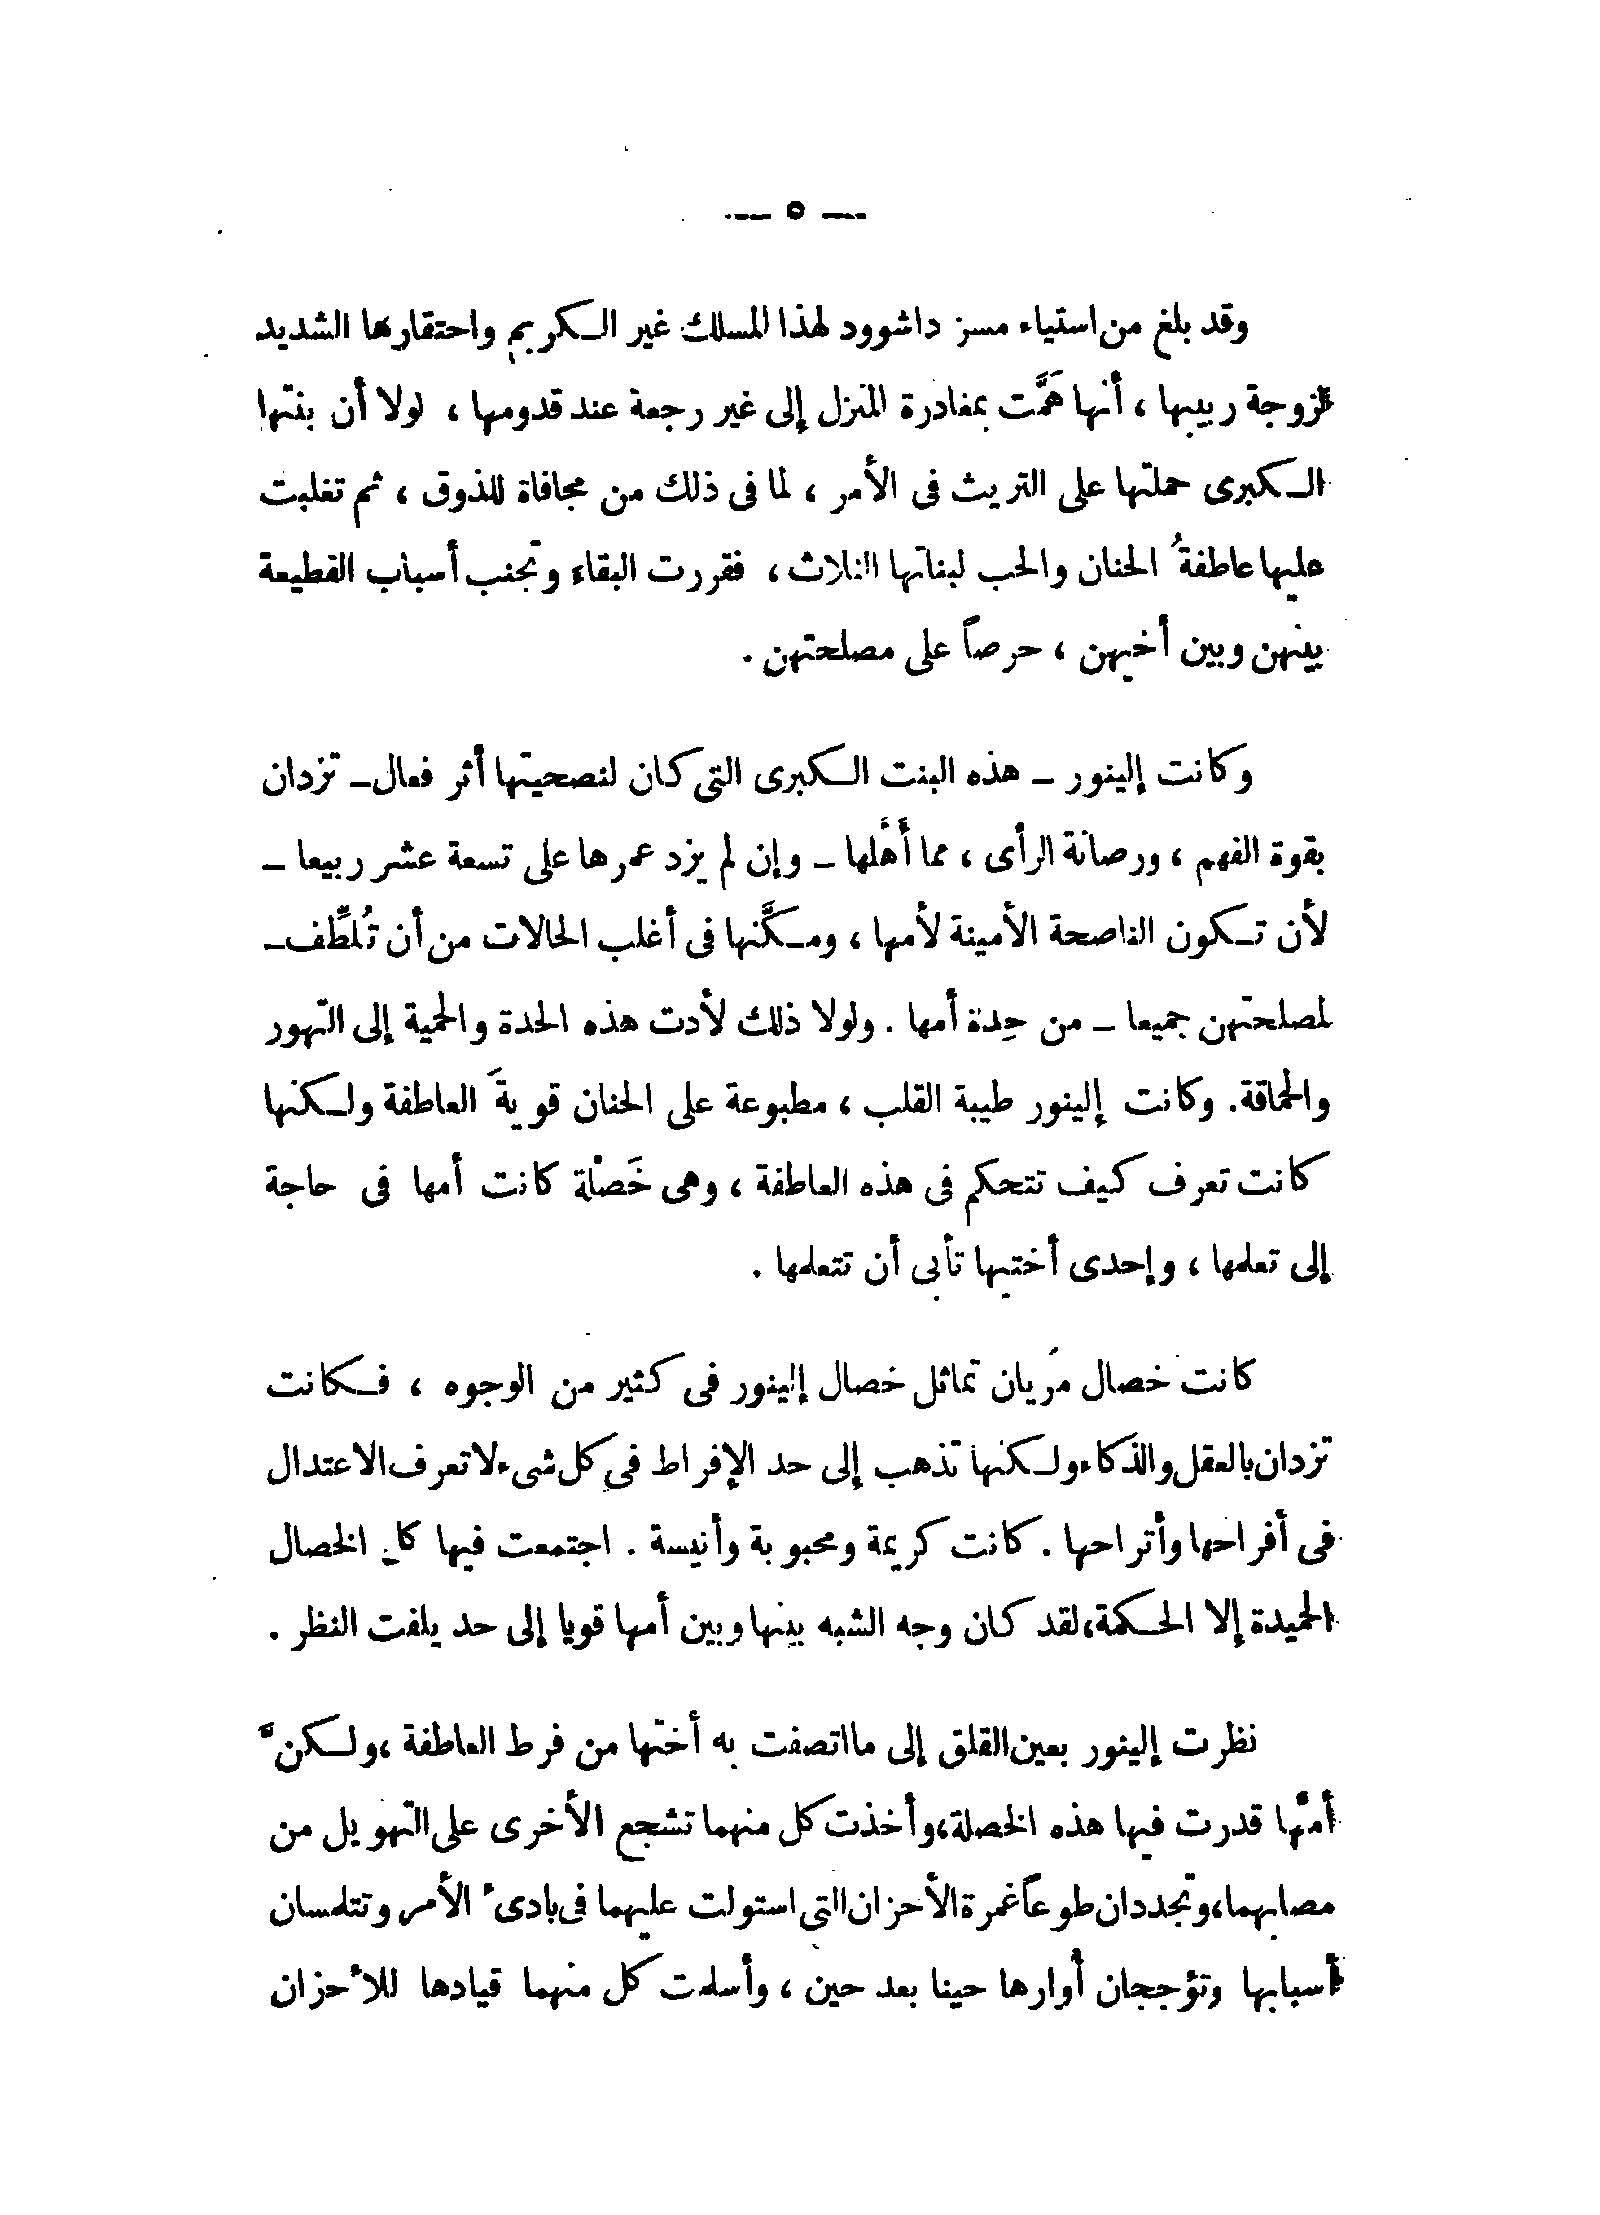 — ٥ —
وقد بلغ من استياء مسز داشوود لهذا المسلك غير الكريم واحتقارها الشديد
لزوجة ربيبها ، أنها هَمَّت بمغادرة المنزل إلى غير رجعة عند قدومها ، لولا أن بنتها
الكبرى حملتها على التريث فى الأمر ، لما فى ذلك من مجافاة للذوق ، ثم تغلبت
عليها عاطفةُ الحنان والحب لبناتها الثلاث ، فقررت البقاء وتجنب أسباب القطيعة
بينهن وبين أخيهن ، حرصاً على مصلحتهن .
وكانت إلينور – هذه البنت الكبرى التى كان لنصحيتها أثر فعال – تزدان
بقوة الفهم ، ورصانة الرأى ، مما أَهَّلها – وإن لم يزد عمرها على تسعة عشر ربيعا –
لأن تكون الناصحة الأمينة لأمها ، ومكَّنها فى أغلب الحالات من أن تُلطِّف –
لمصلحتهن جميعا – من حِدة أمها . ولولا ذلك لأدت هذه الحدة والحمية إلى التهور
والحماقة. وكانت إلينور طيبة القلب ، مطبوعة على الحنان قويةَ العاطفة ولكنها
كانت تعرف كيف تتحكم فى هذه العاطفة ، وهى خَصْلة كانت أمها فى حاجة
إلى تعلمها ، وإحدى أختيها تأبى أن تتعلمها .
كانت خصال مَريان تماثل خصال إلينور فى كثير من الوجوه ، فكانت
تزدان بالعقل والذكاء ولكنها تذهب إلى حد الإفراط فى كل شىء لا تعرف الاعتدال
فى أفراحها وأتراحها . كانت كريمة ومحبوبة وأنيسة . اجتمعت فيها كل الخصال
الحميدة إلا الحكمة، لقد كان وجه الشبه بينها وبين أمها قويا إلى حد يلفت النظر .
نظرت إلينور بعين القلق إلى ما اتصفت به أختها من فرط العاطفة ، ولكنَّ
أمَّها قدرت فيها هذه الخصلة، وأخذت كل منهما تشجع الأخرى على التهويل من
مصابهما، وتجددان طوعاً غمرة الأحزان التى استولت عليهما فى بادىء الأمر وتتلمسان
أسبابها وتؤججان أوارها حينا بعد حين ، وأسلمت كل منهما قيادها للأحزان